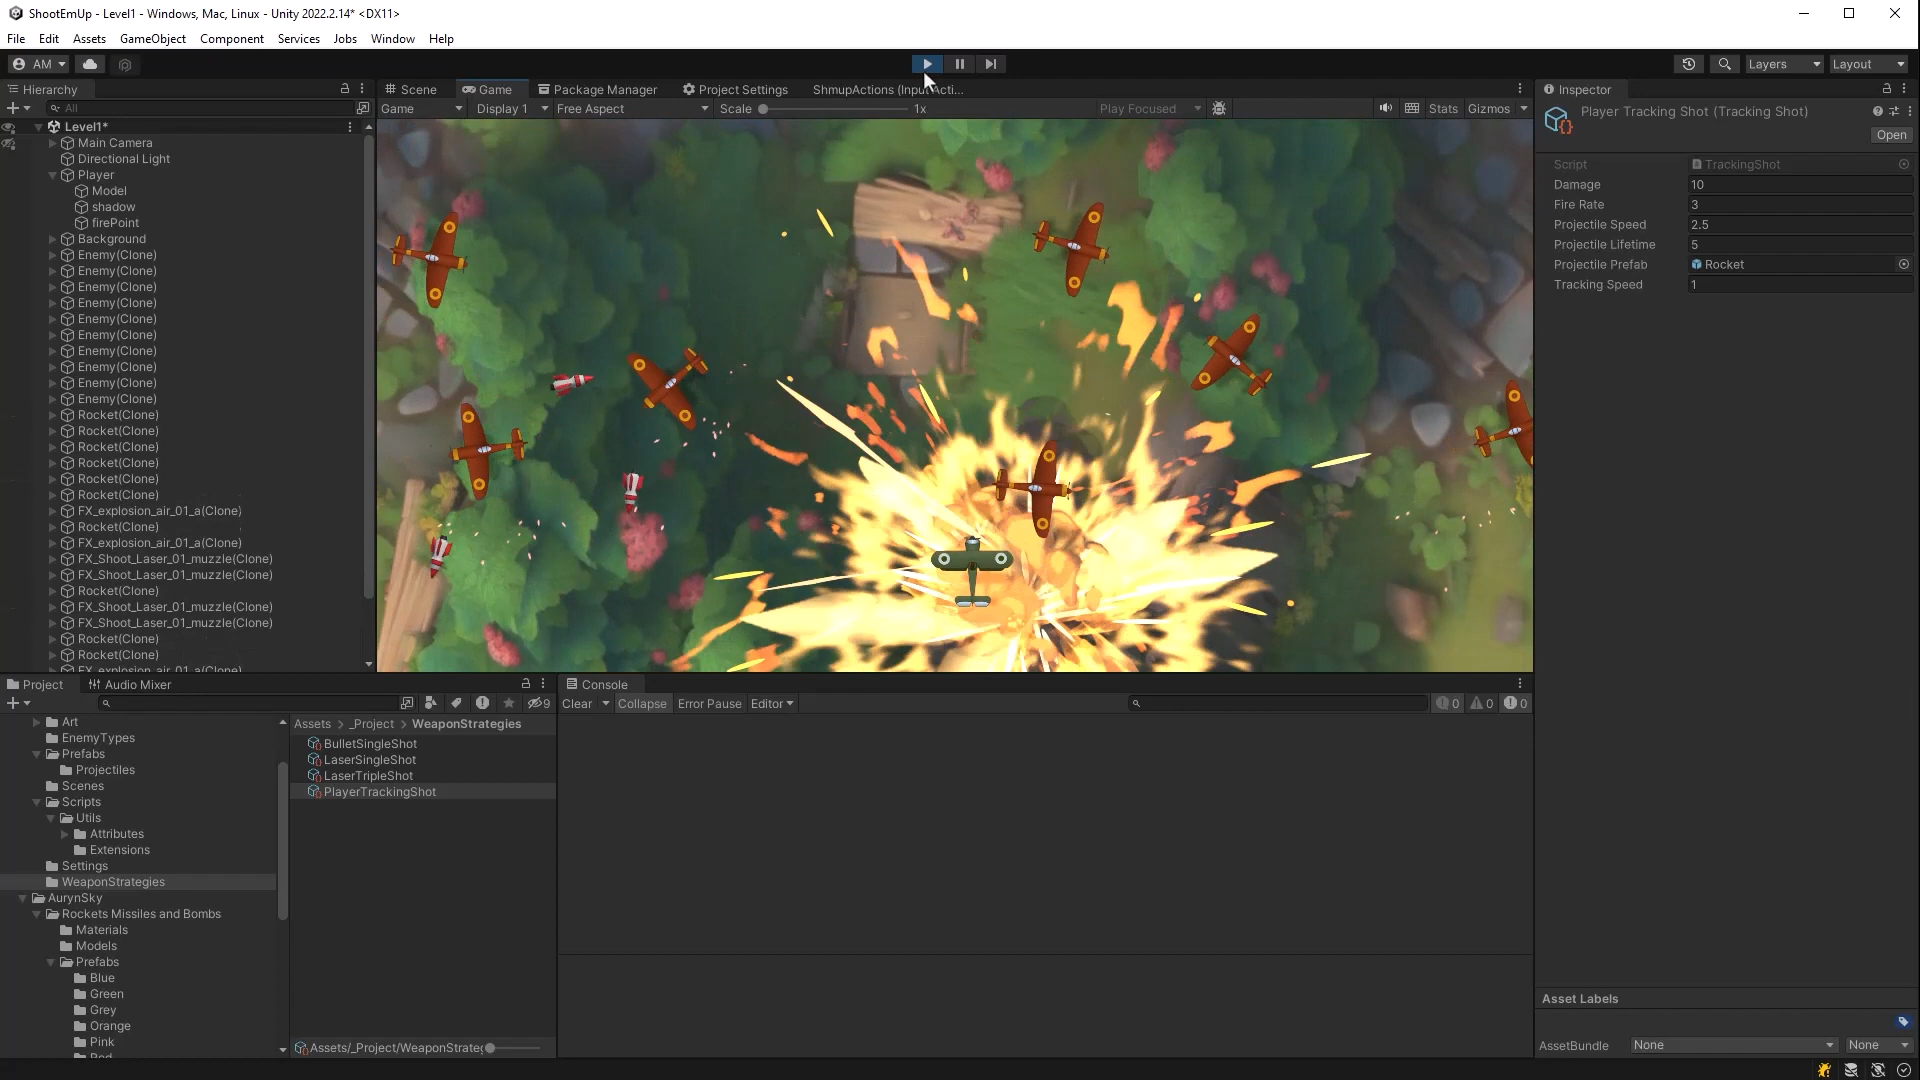 ShootEmUp - Level1 - Windows, Mac, Linux - Unity 2022.2.14* <DX11>
File Edit Assets GameObject Component Services Jobs Window Help
AM
Layers
Layout
Hierarchy
Scene
Game
Package Manager
Project Settings
ShmupActions (Input Acti...
Inspector
All
Game
Display 1
Free Aspect
Scale
1x
Play Focused
Stats
Gizmos
Level1*
Main Camera
Directional Light
Player
Model
shadow
firePoint
Background
Enemy(Clone)
Enemy(Clone)
Enemy(Clone)
Enemy(Clone)
Enemy(Clone)
Enemy(Clone)
Enemy(Clone)
Enemy(Clone)
Enemy(Clone)
Enemy(Clone)
Rocket(Clone)
Rocket(Clone)
Rocket(Clone)
Rocket(Clone)
Rocket(Clone)
Rocket(Clone)
FX_explosion_air_01_a(Clone)
Rocket(Clone)
FX_explosion_air_01_a(Clone)
FX_Shoot_Laser_01_muzzle(Clone)
FX_Shoot_Laser_01_muzzle(Clone)
Rocket(Clone)
FX_Shoot_Laser_01_muzzle(Clone)
FX_Shoot_Laser_01_muzzle(Clone)
Rocket(Clone)
Rocket(Clone)
FX_explosion_air_01_a(Clone)
Player Tracking Shot (Tracking Shot)
Open
Script TrackingShot
Damage 10
Fire Rate 3
Projectile Speed 2.5
Projectile Lifetime 5
Projectile Prefab Rocket
Tracking Speed 1
Project
Audio Mixer
9
Art
EnemyTypes
Prefabs
Projectiles
Scenes
Scripts
Utils
Attributes
Extensions
Settings
WeaponStrategies
AurynSky
Rockets Missiles and Bombs
Materials
Models
Prefabs
Blue
Green
Grey
Orange
Pink
Red
Assets > _Project > WeaponStrategies
BulletSingleShot
LaserSingleShot
LaserTripleShot
PlayerTrackingShot
Assets/_Project/WeaponStrateg
Console
Clear
Collapse
Error Pause
Editor
0
0
0
Asset Labels
AssetBundle None None